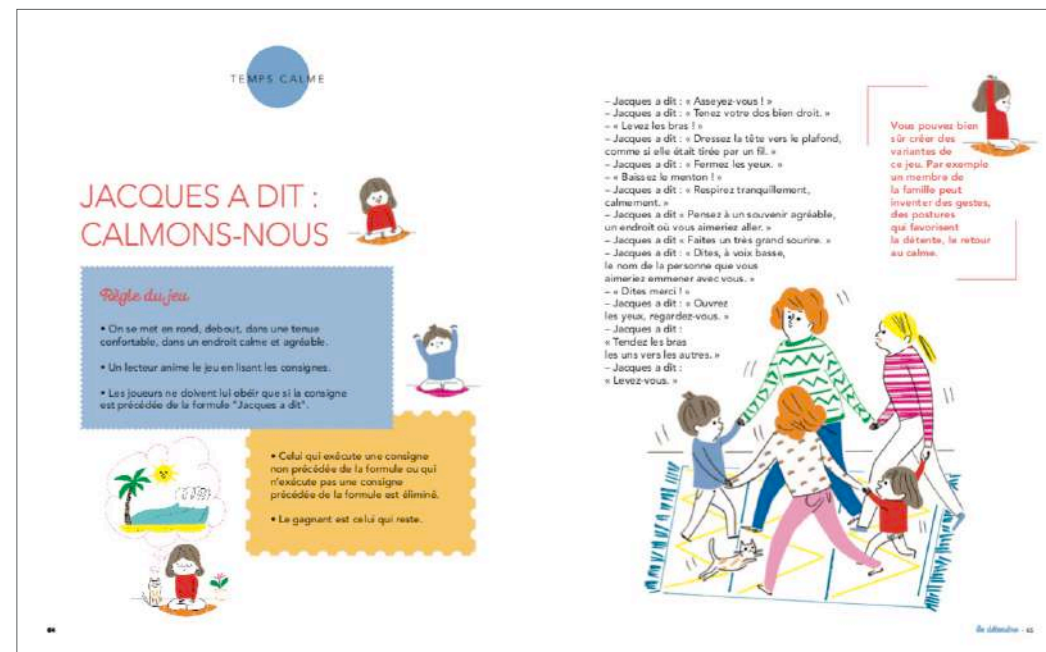 TEMPS CALME
JACQUES A DIT :
CALMONS-NOUS
Règle du jeu
• On se met en rond, debout, dans une tenue
confortable, dans un endroit calme et agréable.
• Un lecteur anime le jeu en lisant les consignes.
• Les joueurs ne doivent lui obéir que si la consigne
est précédée de la formule "Jacques a dit".
• Celui qui exécute une consigne
non précédée de la formule ou qui
n'exécute pas une consigne
précédée de la formule est éliminé.
• Le gagnant est celui qui reste.
64
– Jacques a dit : « Asseyez-vous ! »
– Jacques a dit : « Tenez votre dos bien droit. »
– « Levez les bras ! »
– Jacques a dit : « Dressez la tête vers le plafond,
comme si elle était tirée par un fil. »
– Jacques a dit : « Fermez les yeux. »
– « Baissez le menton ! »
– Jacques a dit : « Respirez tranquillement,
calmement. »
– Jacques a dit « Pensez à un souvenir agréable,
un endroit où vous aimeriez aller. »
– Jacques a dit « Faites un très grand sourire. »
– Jacques a dit : « Dites, à voix basse,
le nom de la personne que vous
aimeriez emmener avec vous. »
– « Dites merci ! »
– Jacques a dit : « Ouvrez
les yeux, regardez-vous. »
– Jacques a dit :
« Tendez les bras
les uns vers les autres. »
– Jacques a dit :
« Levez-vous. »
Vous pouvez bien
sûr créer des
variantes de
ce jeu. Par exemple
un membre de
la famille peut
inventer des gestes,
des postures
qui favorisent
la détente, le retour
au calme.
Se détendre - 65